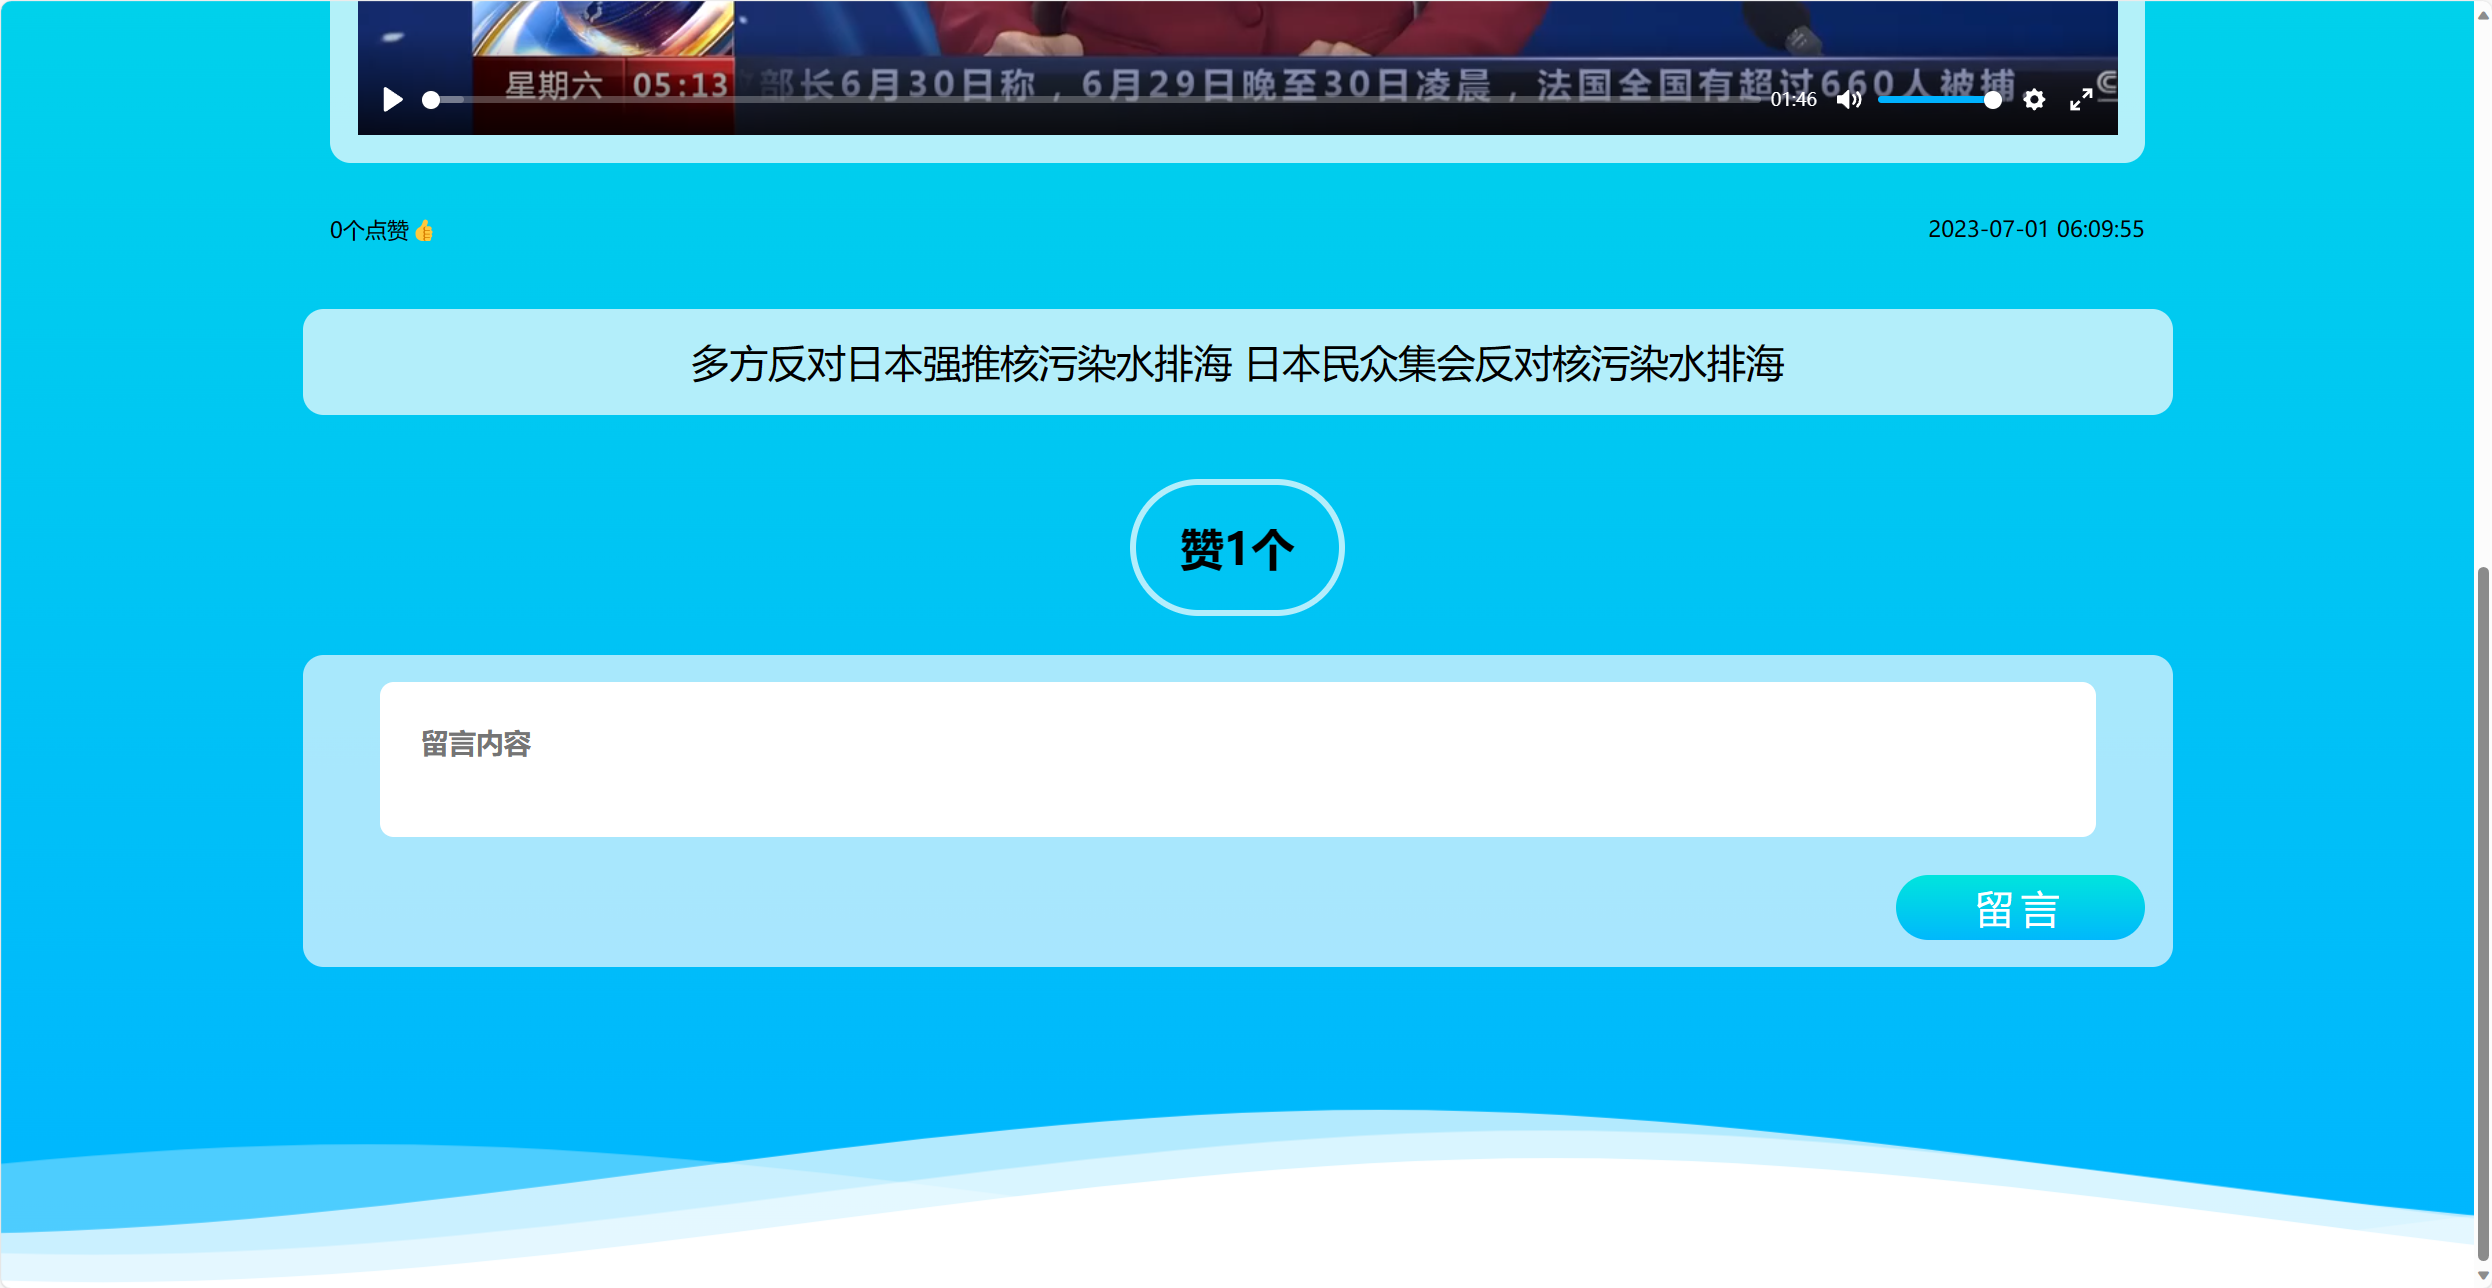 星期六 05:13 部长6月30日称，6月29日晚至30日凌晨，法国全国有超过660人被捕。
01:46
0个点赞👍 2023-07-01 06:09:55
多方反对日本强推核污染水排海 日本民众集会反对核污染水排海
赞1个
留言内容
留言